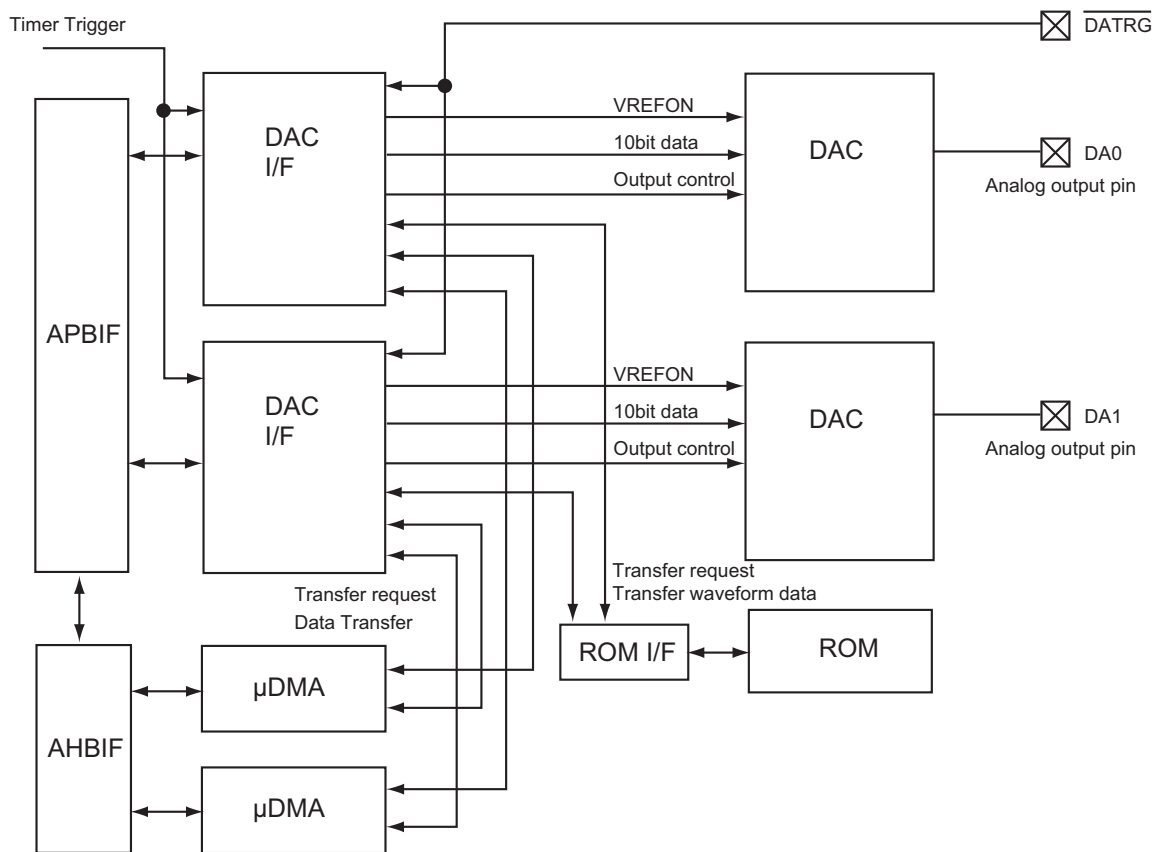 Timer Trigger
DATRG
DAC
I/F
VREFON
10bit data
Output control
DAC
DA0
Analog output pin
APBIF
DAC
I/F
VREFON
10bit data
Output control
DAC
DA1
Analog output pin
Transfer request
Data Transfer
Transfer request
Transfer waveform data
ROM I/F
ROM
µDMA
AHBIF
µDMA